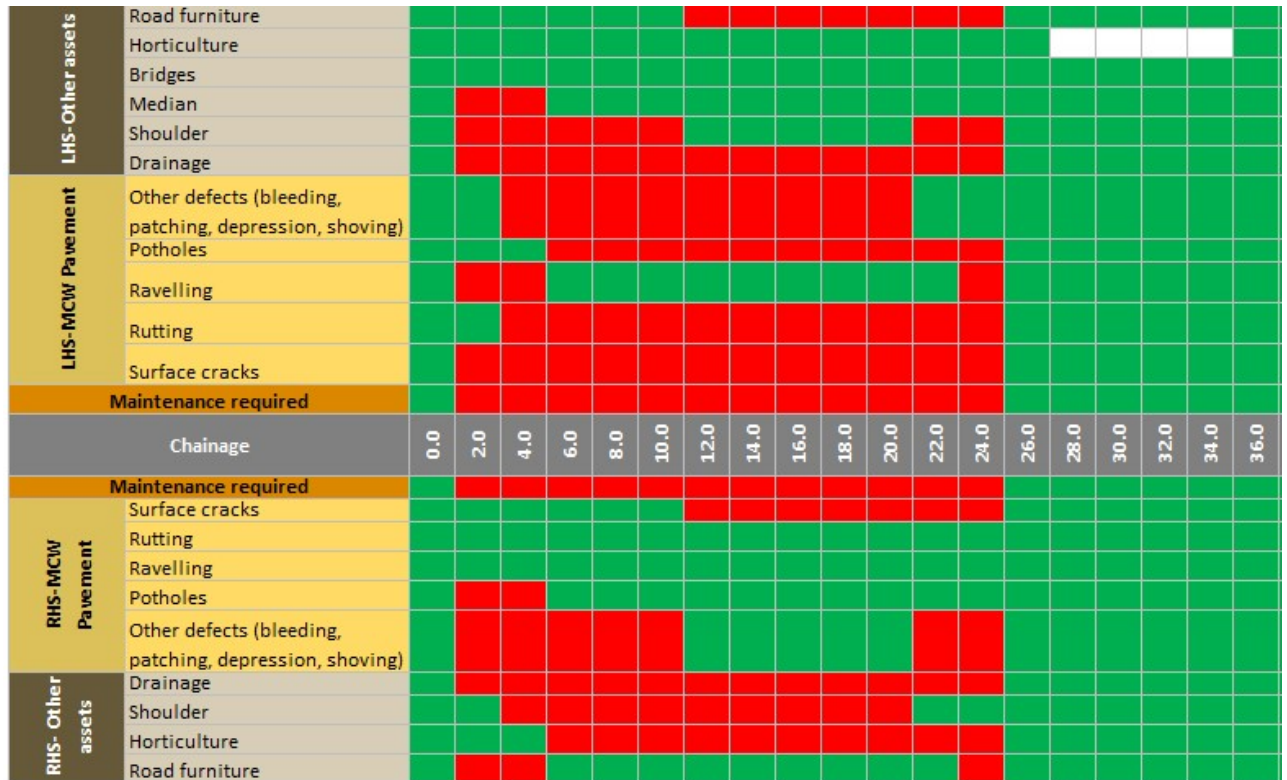 LHS-Other assets
Road furniture
Horticulture
Bridges
Median
Shoulder
Drainage
LHS-MCW Pavement
Other defects (bleeding,
patching, depression, shoving)
Potholes
Ravelling
Rutting
Surface cracks
Maintenance required
Chainage 0.0 2.0 4.0 6.0 8.0 10.0 12.0 14.0 16.0 18.0 20.0 22.0 24.0 26.0 28.0 30.0 32.0 34.0 36.0
Maintenance required
RHS-MCW
Pavement
Surface cracks
Rutting
Ravelling
Potholes
Other defects (bleeding,
patching, depression, shoving)
RHS- Other
assets
Drainage
Shoulder
Horticulture
Road furniture